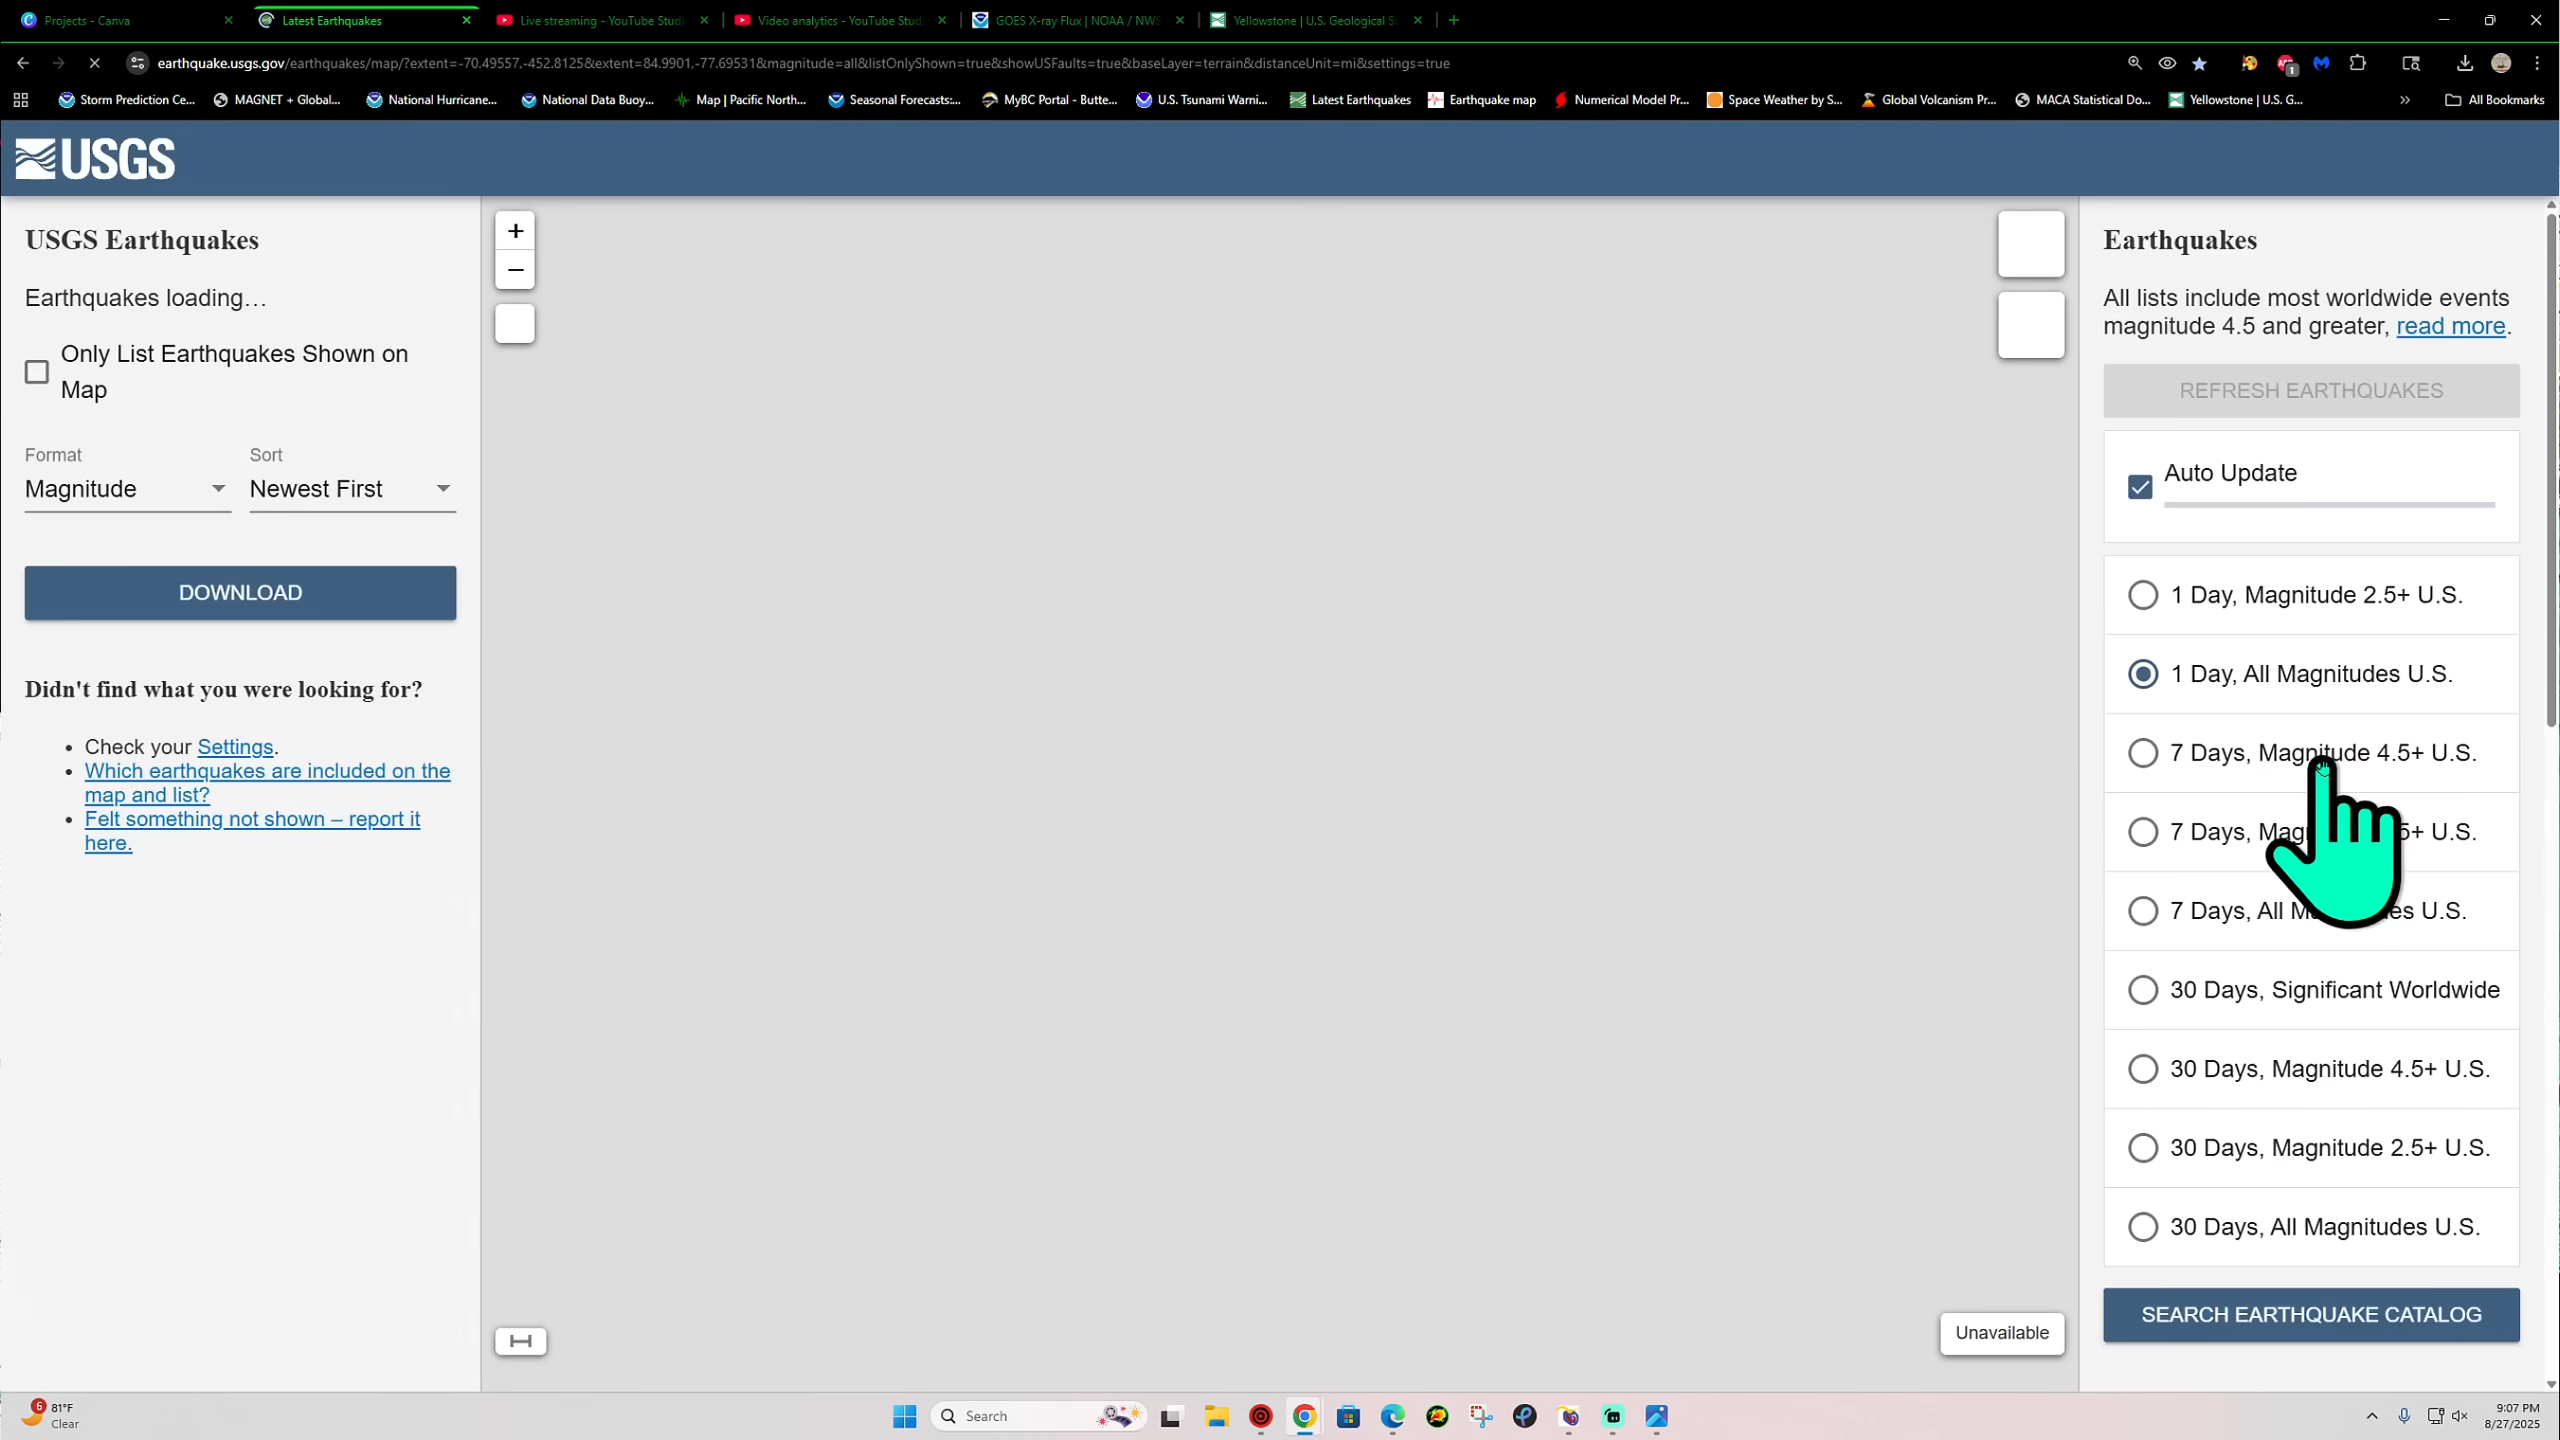 Projects - Canva
Latest Earthquakes
Live streaming - YouTube Studi
Video analytics - YouTube Stud
GOES X-ray Flux | NOAA / NWS
Yellowstone | U.S. Geological S
earthquake.usgs.gov/earthquakes/map/?extent=-70.49557,-452.8125&extent=84.9901,-77.69531&magnitude=all&listOnlyShown=true&showUSFaults=true&baseLayer=terrain&distanceUnit=mi&settings=true
1
Storm Prediction Ce...
MAGNET + Global...
National Hurricane...
National Data Buoy...
Map | Pacific North...
Seasonal Forecasts:...
MyBC Portal - Butte...
U.S. Tsunami Warni...
Latest Earthquakes
Earthquake map
Numerical Model Pr...
Space Weather by S...
Global Volcanism Pr...
MACA Statistical Do...
Yellowstone | U.S. G...
»
All Bookmarks
USGS
USGS Earthquakes
Earthquakes loading...
Only List Earthquakes Shown on
Map
Format
Sort
Magnitude
Newest First
DOWNLOAD
Didn't find what you were looking for?
• Check your Settings.
• Which earthquakes are included on the
map and list?
• Felt something not shown – report it
here.
+
−
Unavailable
Earthquakes
All lists include most worldwide events
magnitude 4.5 and greater, read more.
REFRESH EARTHQUAKES
Auto Update
1 Day, Magnitude 2.5+ U.S.
1 Day, All Magnitudes U.S.
7 Days, Magnitude 4.5+ U.S.
7 Days, 5+ U.S.
7 Days, All U.S.
30 Days, Significant Worldwide
30 Days, Magnitude 4.5+ U.S.
30 Days, Magnitude 2.5+ U.S.
30 Days, All Magnitudes U.S.
SEARCH EARTHQUAKE CATALOG
6
81°F
Clear
Search
9:07 PM
8/27/2025